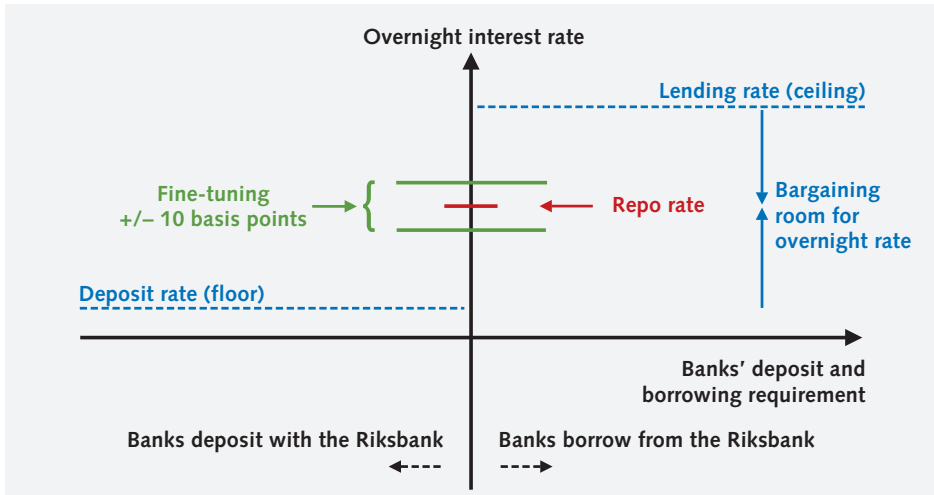 Overnight interest rate
Lending rate (ceiling)
Fine-tuning
+/– 10 basis points
Repo rate
Bargaining
room for
overnight rate
Deposit rate (floor)
Banks’ deposit and
borrowing requirement
Banks deposit with the Riksbank
Banks borrow from the Riksbank